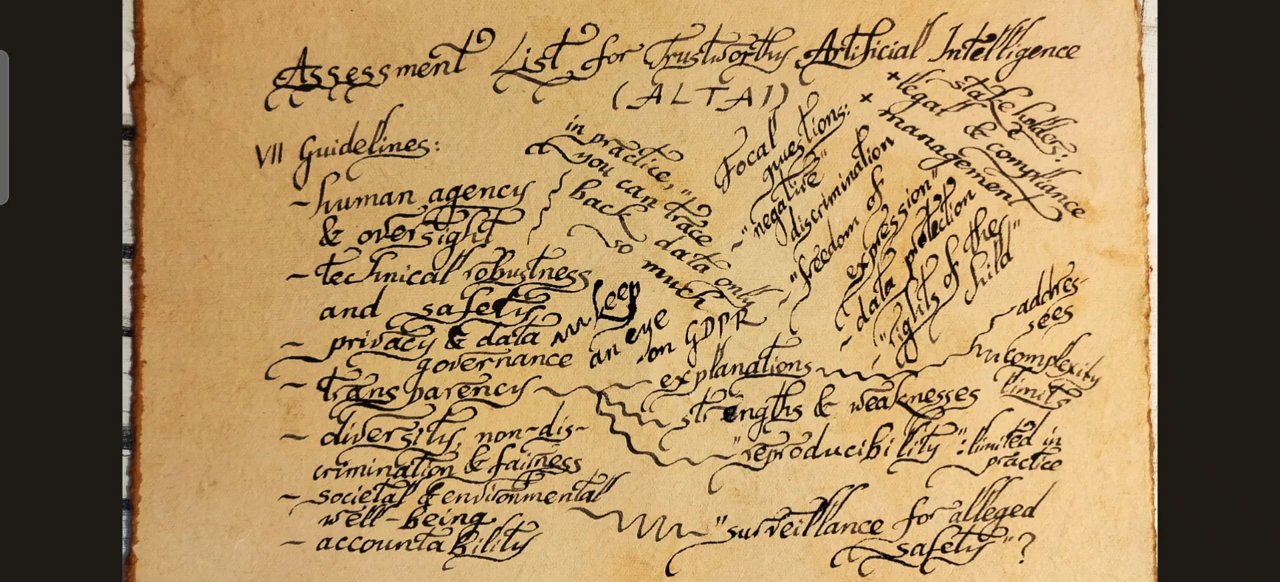 Assessment List for Trustworthy Artificial Intelligence
(ALTAI)
VII Guidelines:
- human agency
& oversight
- technical robustness
and safety
- privacy & data
governance
- transparency
- diversity, non-dis-
crimination & fairness
- societal & environmental
well-being
- accountability
in practice,
you can trace
back data only
so much
keep
an eye
on GDPR
Focal
questions:
- "negative"
discrimination
- "freedom of
expression"
- data protection
- "rights of the
child"
stakeholders:
+ legal & compliance
+ management
explanations
addres-
sees
complexity
limits
strengths & weaknesses
"reproducibility": limited in
practice
"surveillance for alleged
safety"?